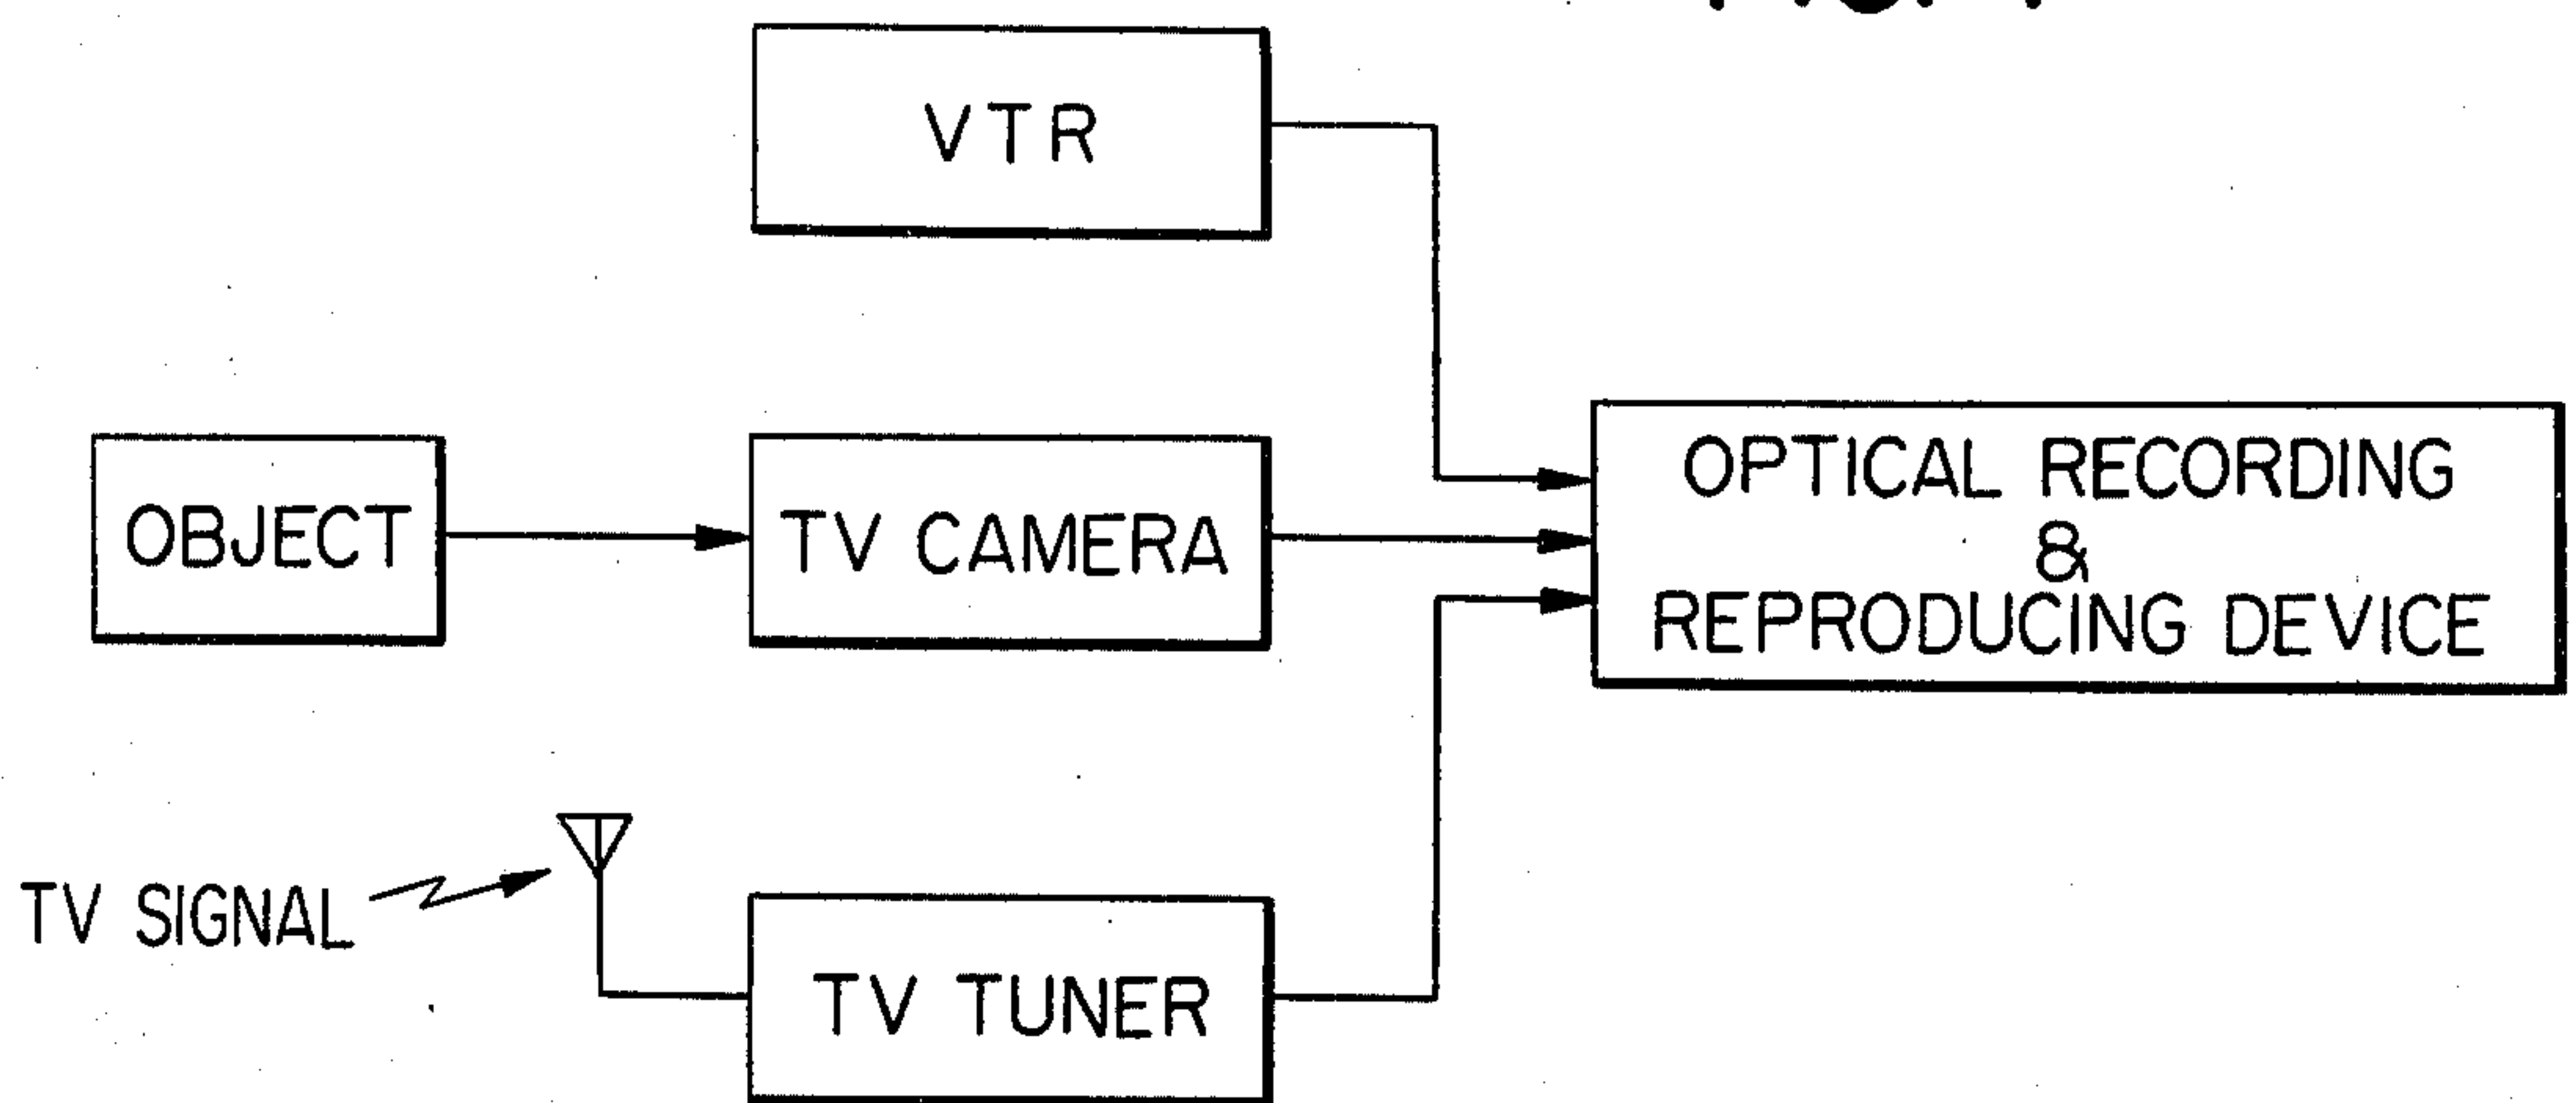 VTR
OBJECT
TV CAMERA
OPTICAL RECORDING
&
REPRODUCING DEVICE
TV SIGNAL
TV TUNER